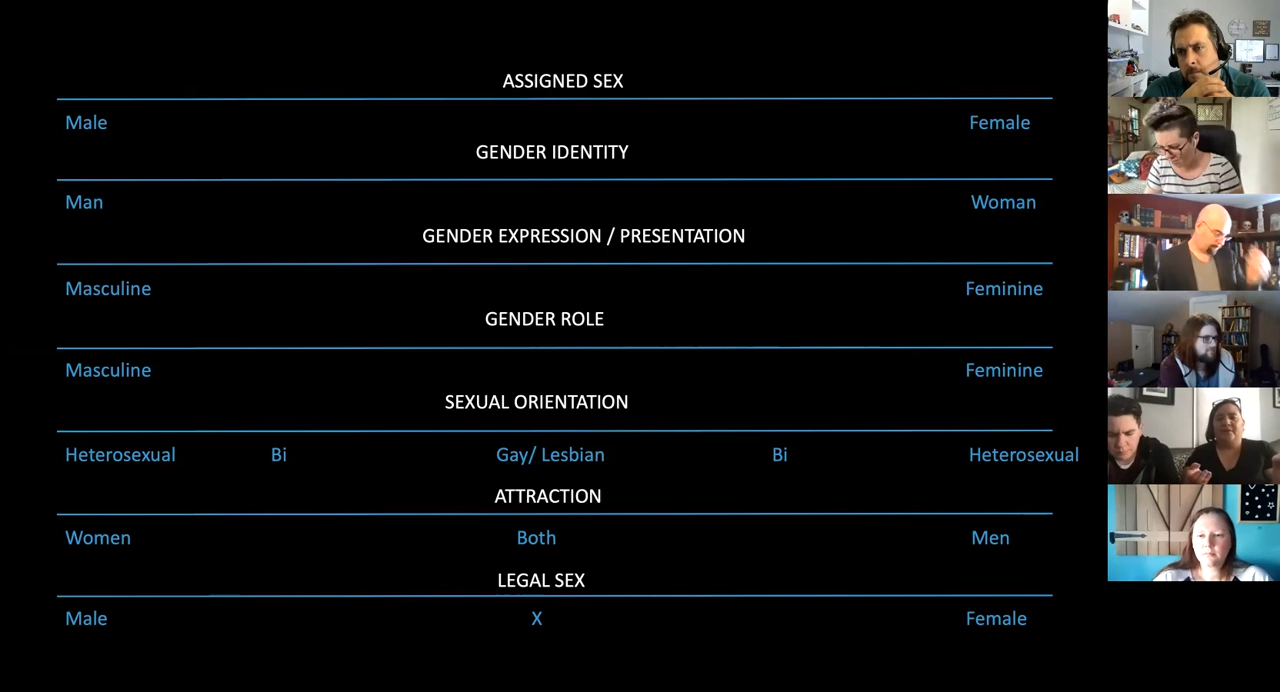 ASSIGNED SEX
Male Female
GENDER IDENTITY
Man Woman
GENDER EXPRESSION / PRESENTATION
Masculine Feminine
GENDER ROLE
Masculine Feminine
SEXUAL ORIENTATION
Heterosexual Bi Gay/ Lesbian Bi Heterosexual
ATTRACTION
Women Both Men
LEGAL SEX
Male X Female